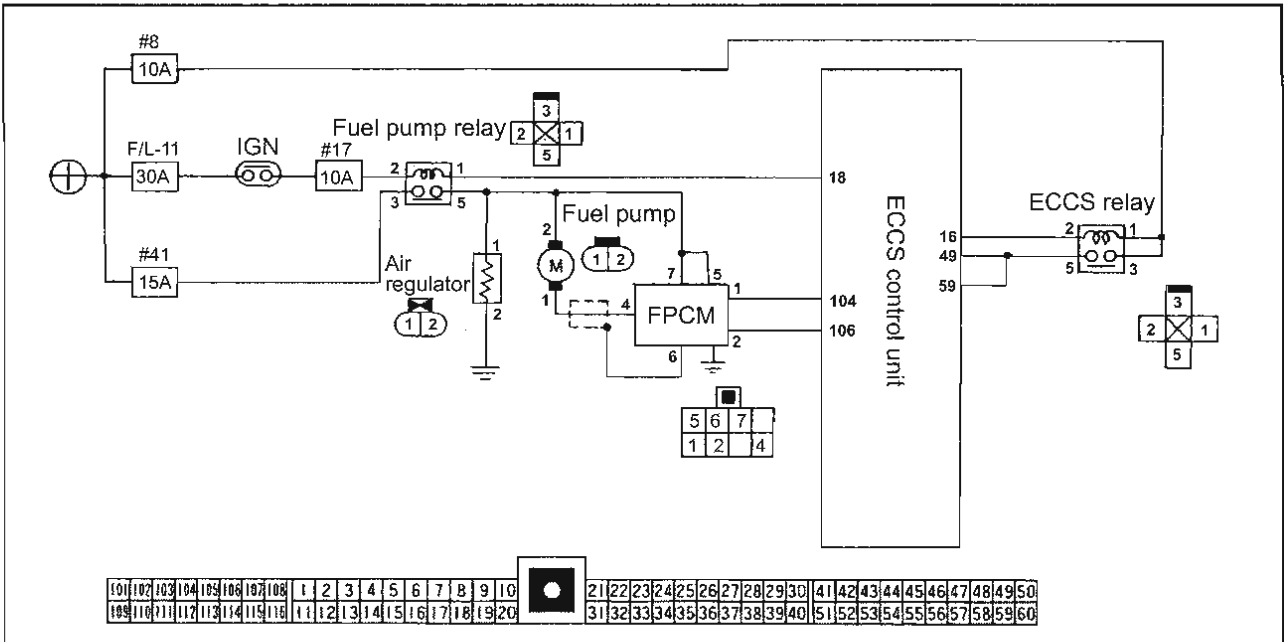 #8
10A
Fuel pump relay
3
2 1
5
F/L-11
30A
IGN
#17
10A
2 1
3 5
18
ECCS control unit
ECCS relay
16
49
59
2 1
5 3
3
2 1
5
#41
15A
Air
regulator
1
2
1 2
Fuel pump
2
M
1
1 2
7 5
4
FPCM
1
2
6
104
106
5 6 7
1 2 4
101 102 103 104 105 106 107 108 1 2 3 4 5 6 7 8 9 10 21 22 23 24 25 26 27 28 29 30 41 42 43 44 45 46 47 48 49 50
109 110 111 112 113 114 115 116 11 12 13 14 15 16 17 18 19 20 31 32 33 34 35 36 37 38 39 40 51 52 53 54 55 56 57 58 59 60